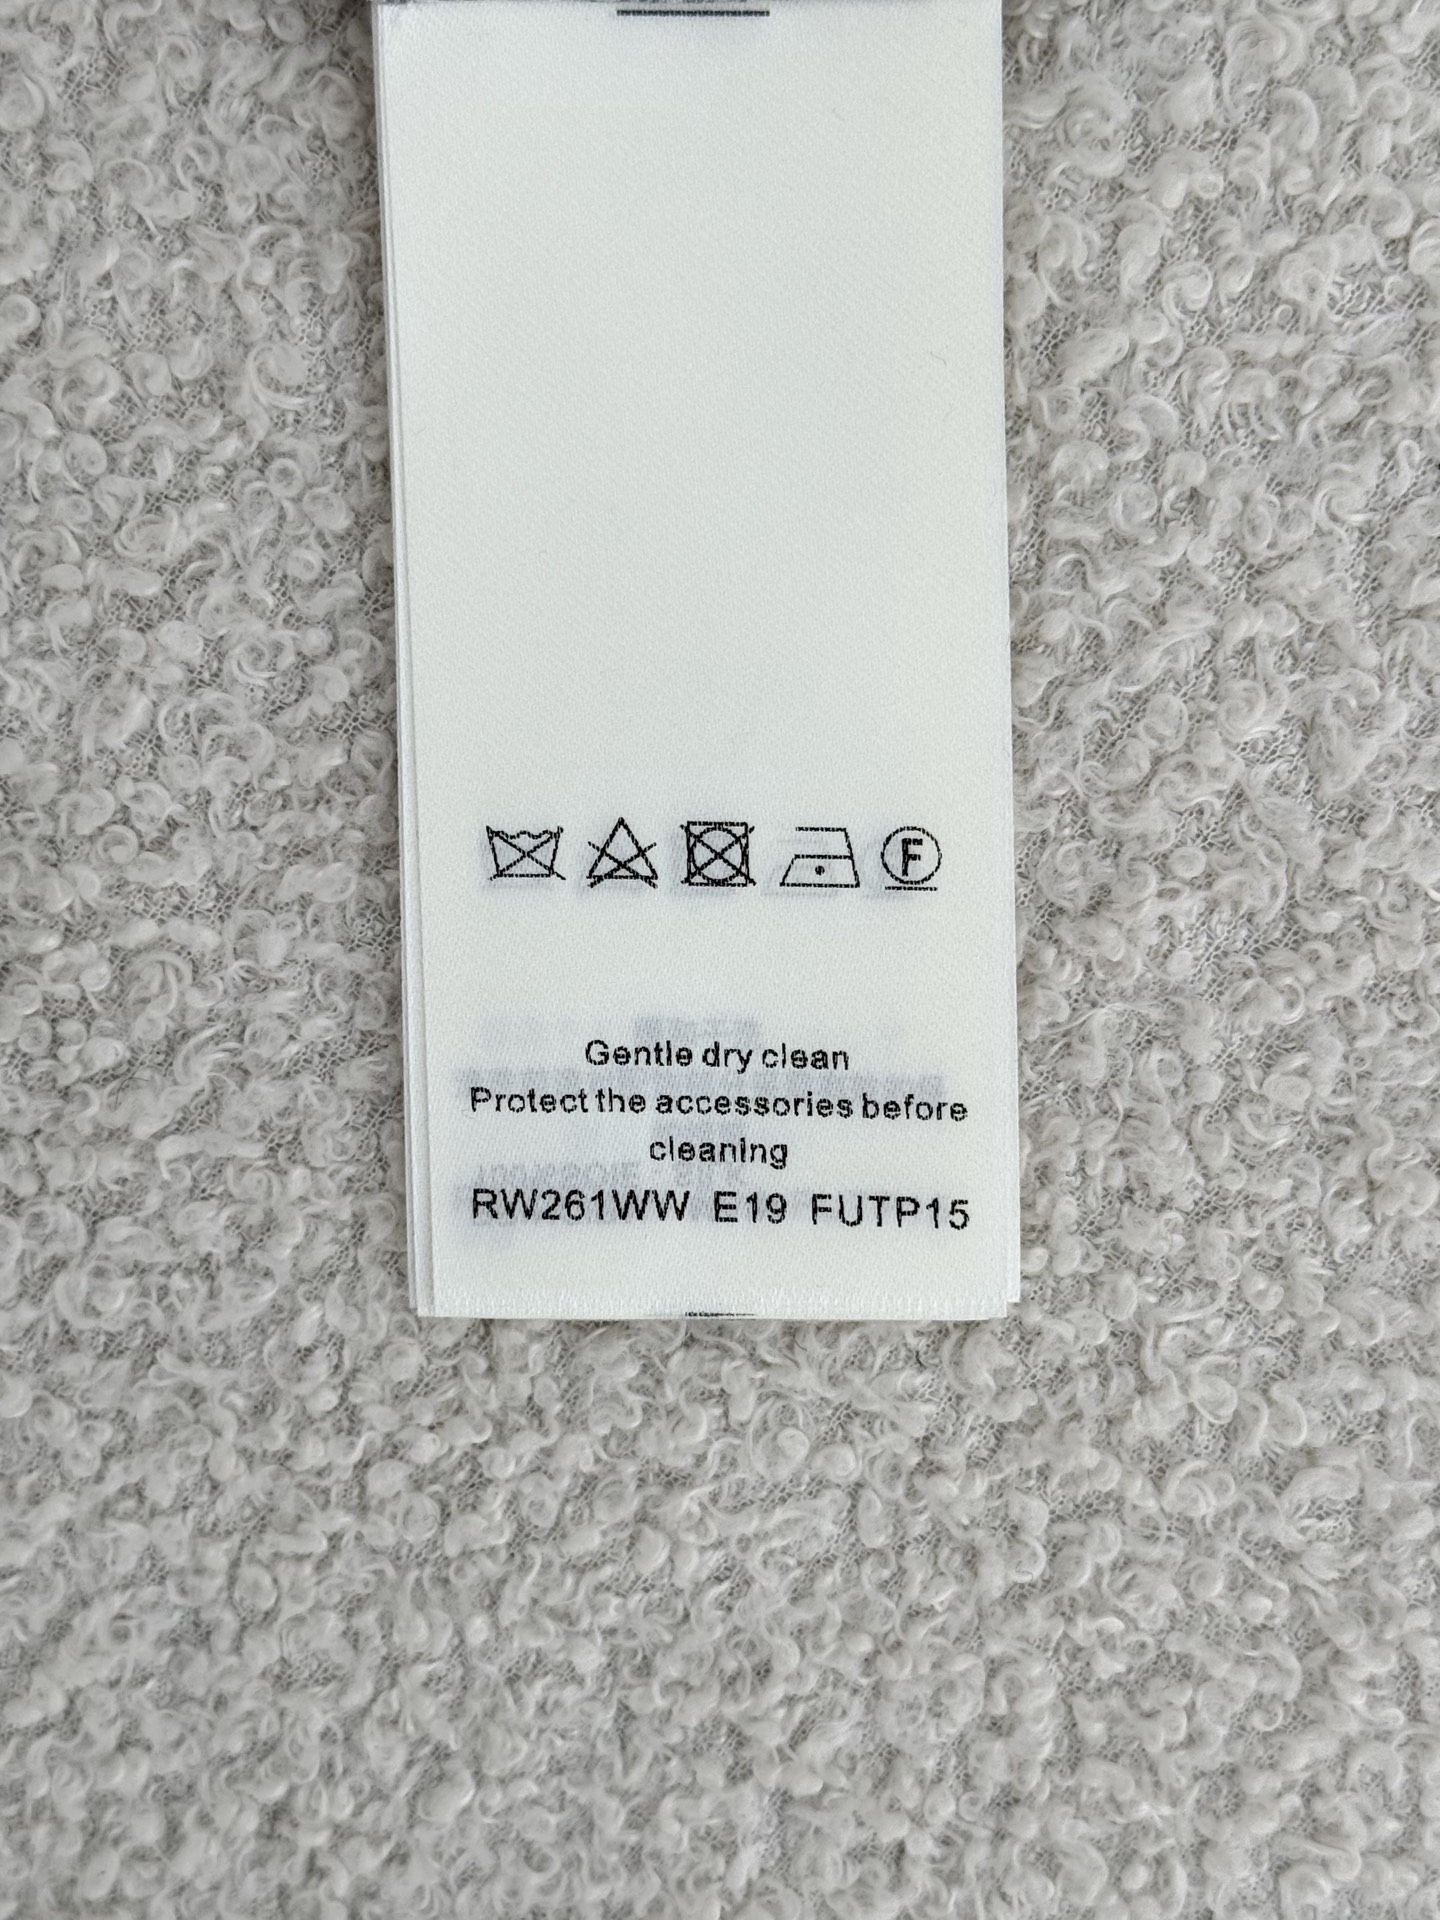 F
Gentle dry clean
Protect the accessories before
cleaning
RW261WW E19 FUTP15